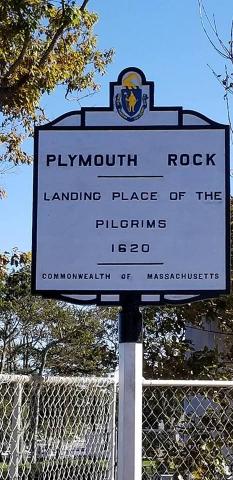 PLYMOUTH ROCK
LANDING PLACE OF THE
PILGRIMS
1620
COMMONWEALTH OF MASSACHUSETTS